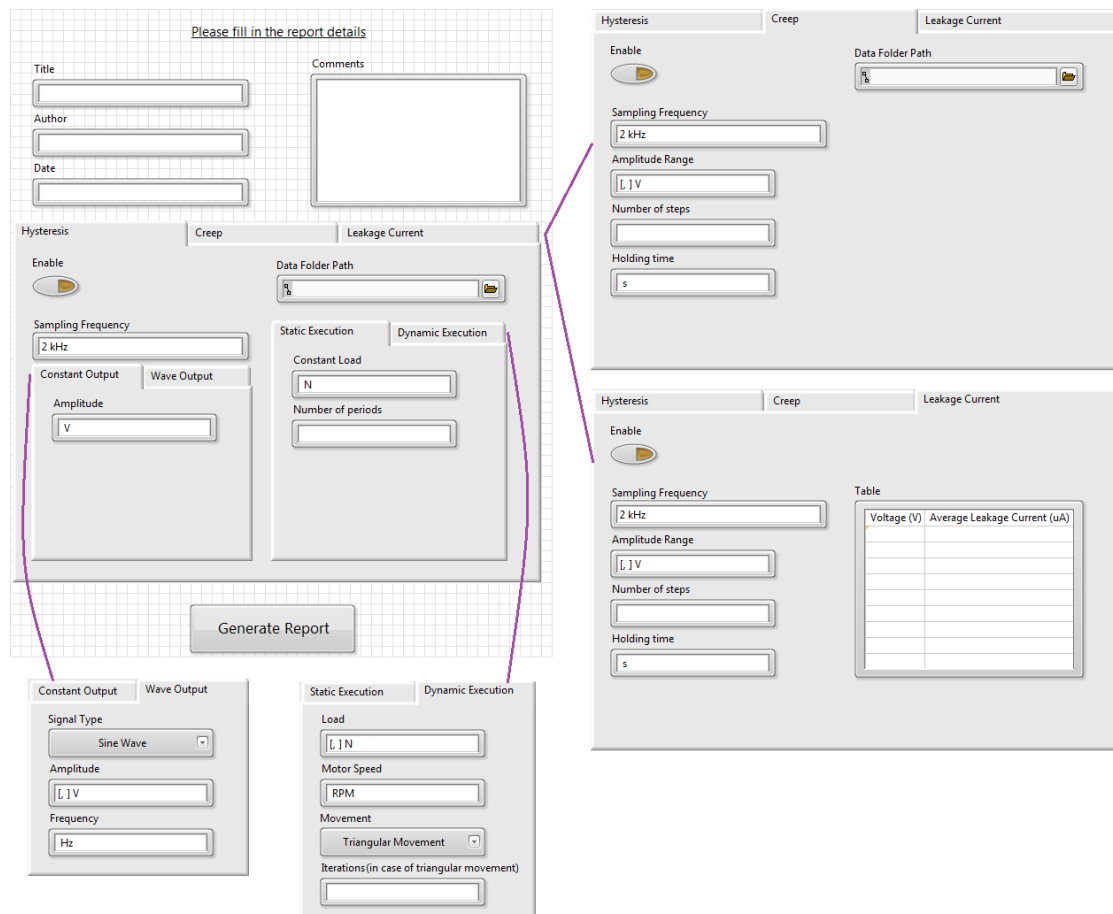 Please fill in the report details
Title
Comments
Author
Date
Hysteresis
Creep
Leakage Current
Enable
Data Folder Path
Sampling Frequency
2 kHz
Constant Output
Wave Output
Amplitude
V
Static Execution
Dynamic Execution
Constant Load
N
Number of periods
Generate Report
Constant Output
Wave Output
Signal Type
Sine Wave
Amplitude
[, ] V
Frequency
Hz
Static Execution
Dynamic Execution
Load
[, ] N
Motor Speed
RPM
Movement
Triangular Movement
Iterations (in case of triangular movement)
Hysteresis
Creep
Leakage Current
Enable
Data Folder Path
Sampling Frequency
2 kHz
Amplitude Range
[, ] V
Number of steps
Holding time
s
Hysteresis
Creep
Leakage Current
Enable
Sampling Frequency
2 kHz
Amplitude Range
[, ] V
Number of steps
Holding time
s
Table
Voltage (V)
Average Leakage Current (uA)